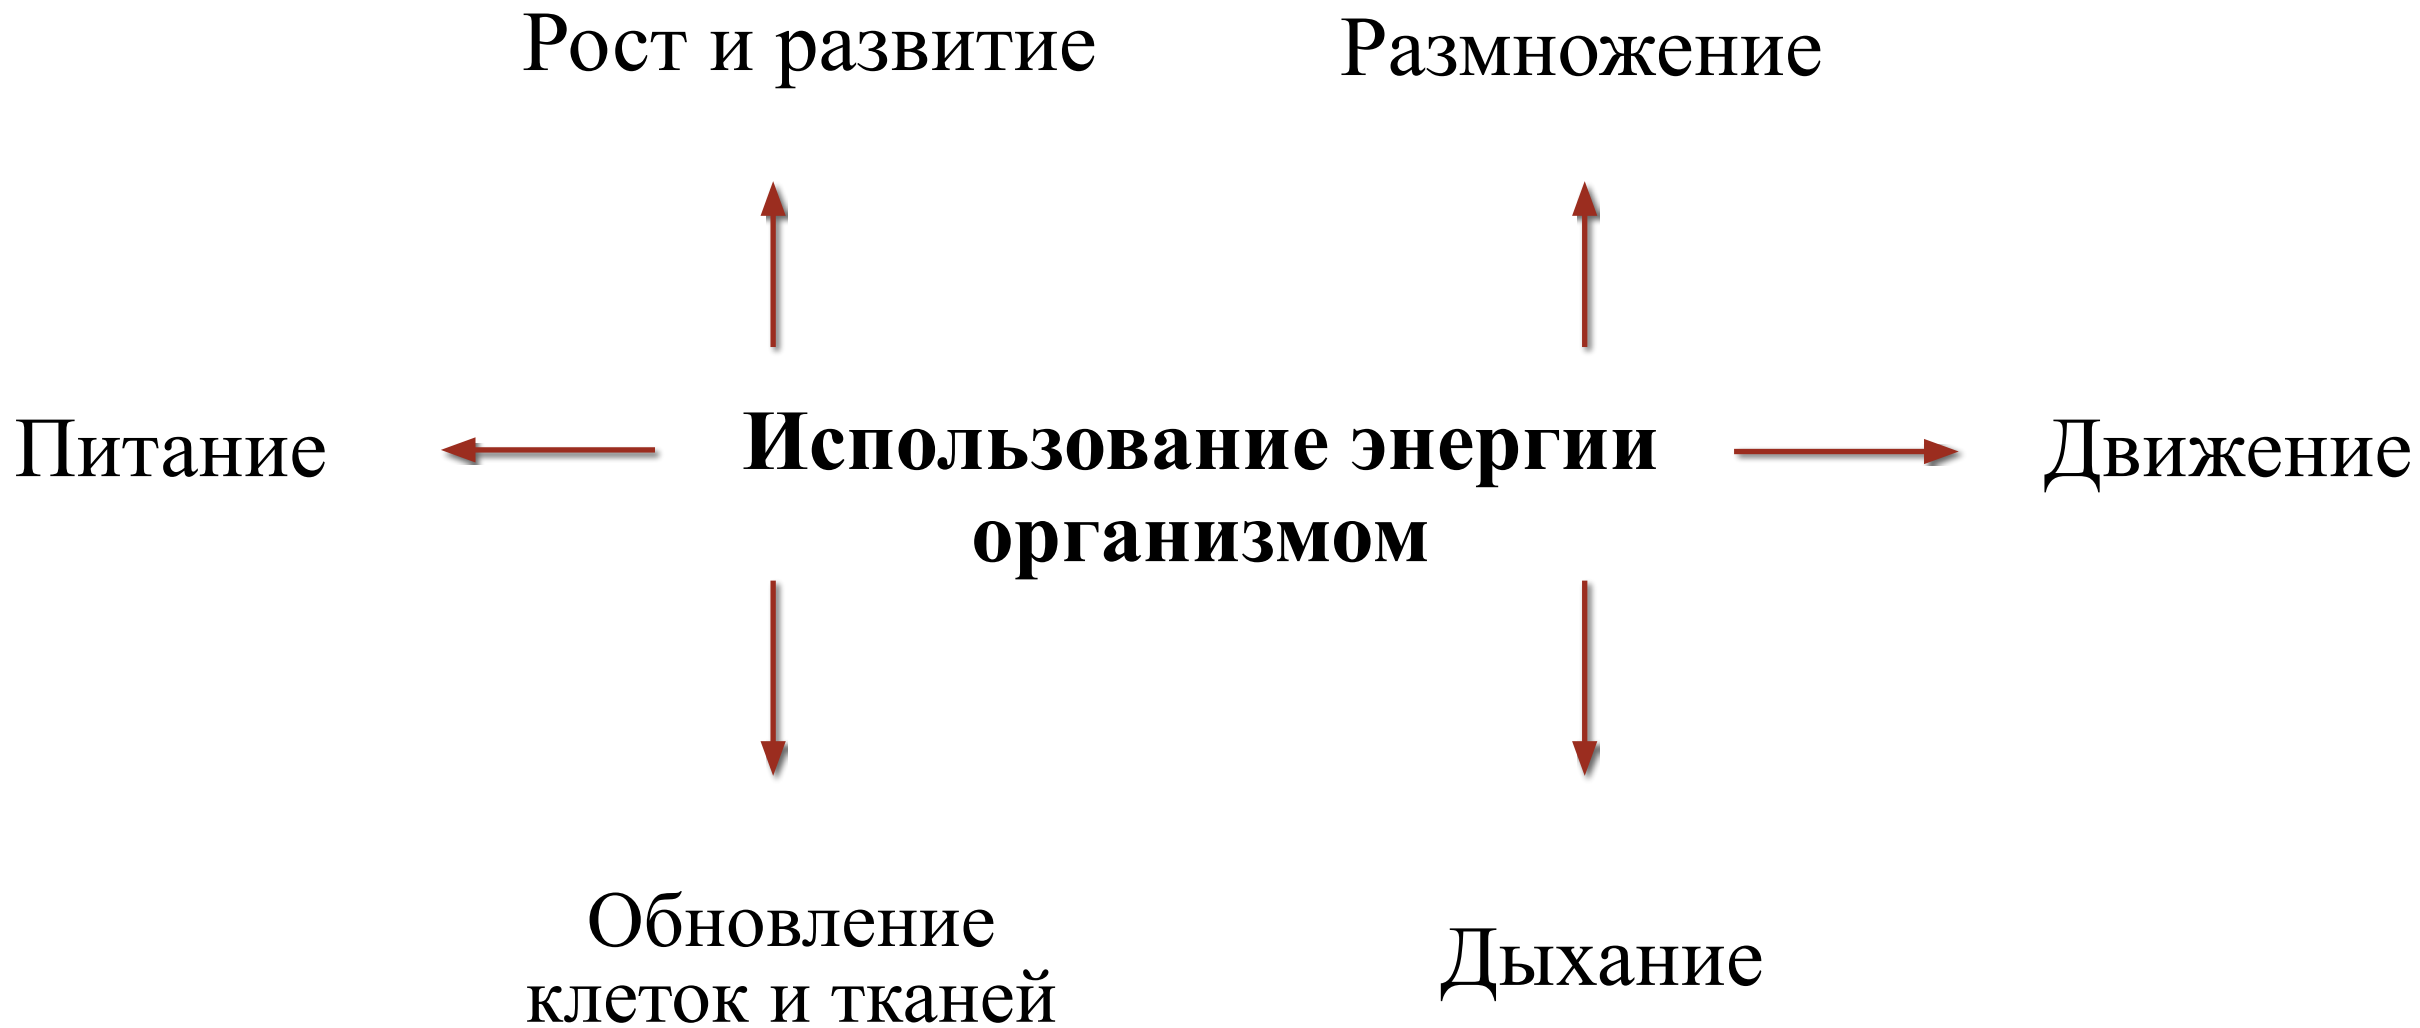 Рост и развитие
Размножение
Питание
Использование энергии
организмом
Движение
Обновление
клеток и тканей
Дыхание